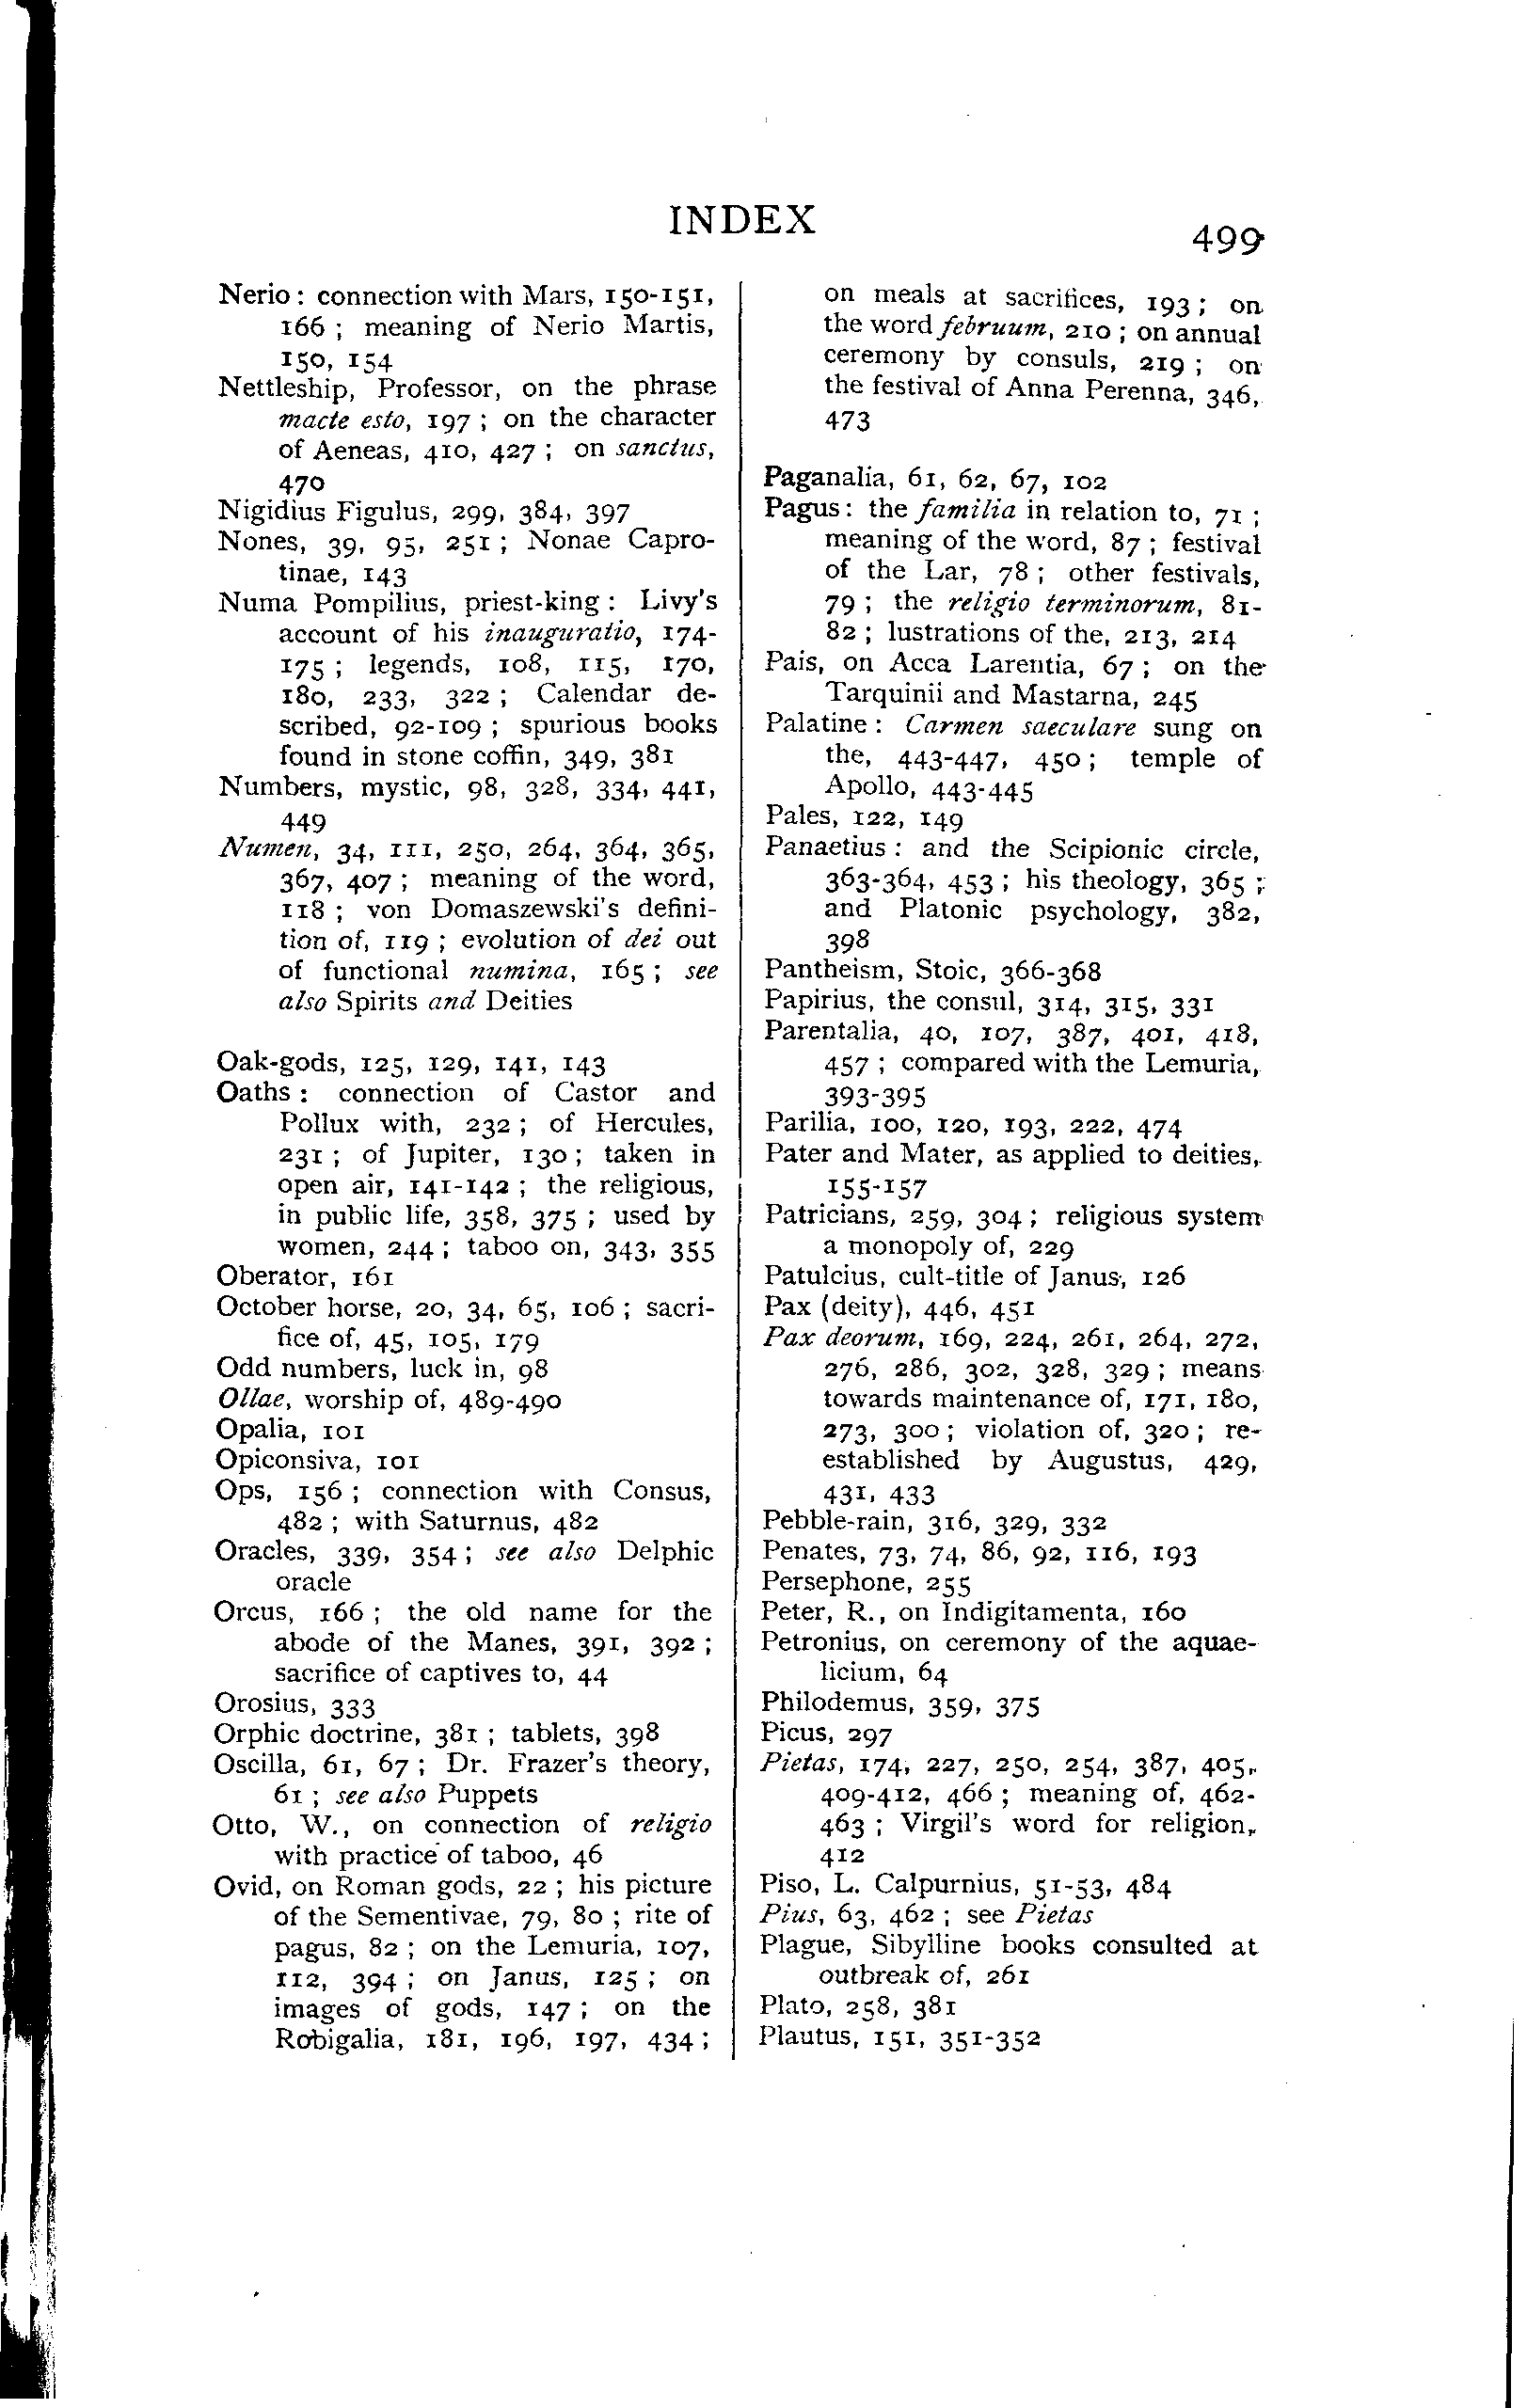 INDEX
499
Nerio: connection with Mars, 150-151,
166; meaning of Nerio Martis,
150, 154
Nettleship, Professor, on the phrase
macte esto, 197; on the character
of Aeneas, 410, 427; on sanctus,
470
Nigidius Figulus, 299, 384, 397
Nones, 39, 95, 251; Nonae Capro-
tinae, 143
Numa Pompilius, priest-king: Livy's
account of his inauguratio, 174-
175; legends, 108, 115, 170,
180, 233, 322; Calendar de-
scribed, 92-109; spurious books
found in stone coffin, 349, 381
Numbers, mystic, 98, 328, 334, 441,
449
Numen, 34, 111, 250, 264, 364, 365,
367, 407; meaning of the word,
118; von Domaszewski's defini-
tion of, 119; evolution of dei out
of functional numina, 165; see
also Spirits and Deities
Oak-gods, 125, 129, 141, 143
Oaths: connection of Castor and
Pollux with, 232; of Hercules,
231; of Jupiter, 130; taken in
open air, 141-142; the religious,
in public life, 358, 375; used by
women, 244; taboo on, 343, 355
Oberator, 161
October horse, 20, 34, 65, 106; sacri-
fice of, 45, 105, 179
Odd numbers, luck in, 98
Ollae, worship of, 489-490
Opalia, 101
Opiconsiva, 101
Ops, 156; connection with Consus,
482; with Saturnus, 482
Oracles, 339, 354; see also Delphic
oracle
Orcus, 166; the old name for the
abode of the Manes, 391, 392;
sacrifice of captives to, 44
Orosius, 333
Orphic doctrine, 381; tablets, 398
Oscilla, 61, 67; Dr. Frazer's theory,
61; see also Puppets
Otto, W., on connection of religio
with practice of taboo, 46
Ovid, on Roman gods, 22; his picture
of the Sementivae, 79, 80; rite of
pagus, 82; on the Lemuria, 107,
112, 394; on Janus, 125; on
images of gods, 147; on the
Robigalia, 181, 196, 197, 434;
on meals at sacrifices, 193; on
the word februum, 210; on annual
ceremony by consuls, 219; on
the festival of Anna Perenna, 346,
473
Paganalia, 61, 62, 67, 102
Pagus: the familia in relation to, 71;
meaning of the word, 87; festival
of the Lar, 78; other festivals,
79; the religio terminorum, 81-
82; lustrations of the, 213, 214
Pais, on Acca Larentia, 67; on the
Tarquinii and Mastarna, 245
Palatine: Carmen saeculare sung on
the, 443-447, 450; temple of
Apollo, 443-445
Pales, 122, 149
Panaetius: and the Scipionic circle,
363-364, 453; his theology, 365;
and Platonic psychology, 382,
398
Pantheism, Stoic, 366-368
Papirius, the consul, 314, 315, 331
Parentalia, 40, 107, 387, 401, 418,
457; compared with the Lemuria,
393-395
Parilia, 100, 120, 193, 222, 474
Pater and Mater, as applied to deities,
155-157
Patricians, 259, 304; religious system
a monopoly of, 229
Patulcius, cult-title of Janus, 126
Pax (deity), 446, 451
Pax deorum, 169, 224, 261, 264, 272,
276, 286, 302, 328, 329; means
towards maintenance of, 171, 180,
273, 300; violation of, 320; re-
established by Augustus, 429,
431, 433
Pebble-rain, 316, 329, 332
Penates, 73, 74, 86, 92, 116, 193
Persephone, 255
Peter, R., on Indigitamenta, 160
Petronius, on ceremony of the aquae-
licium, 64
Philodemus, 359, 375
Picus, 297
Pietas, 174, 227, 250, 254, 387, 405,
409-412, 466; meaning of, 462-
463; Virgil's word for religion,
412
Piso, L. Calpurnius, 51-53, 484
Pius, 63, 462; see Pietas
Plague, Sibylline books consulted at
outbreak of, 261
Plato, 258, 381
Plautus, 151, 351-352